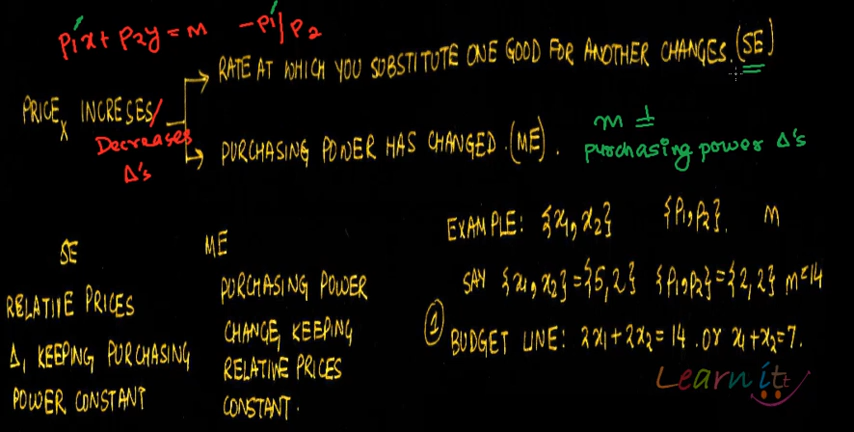 P1'x + P2y = M   -P1'/P2
RATE AT WHICH YOU SUBSTITUTE ONE GOOD FOR ANOTHER CHANGES. (SE)
PRICEx INCRESES/
Decreases
Δ's
PURCHASING POWER HAS CHANGED. (ME).
m
purchasing power Δ's
SE
RELATIVE PRICES
Δ, KEEPING PURCHASING
POWER CONSTANT
ME
PURCHASING POWER
CHANGE, KEEPING
RELATIVE PRICES
CONSTANT.
EXAMPLE: {x1, x2} {P1, P2}. M
SAY {x1, x2} = {5, 2} {P1, P2} = {2, 2} M = 14
① BUDGET LINE: 2x1 + 2x2 = 14. or x1 + x2 = 7.
Learn itt